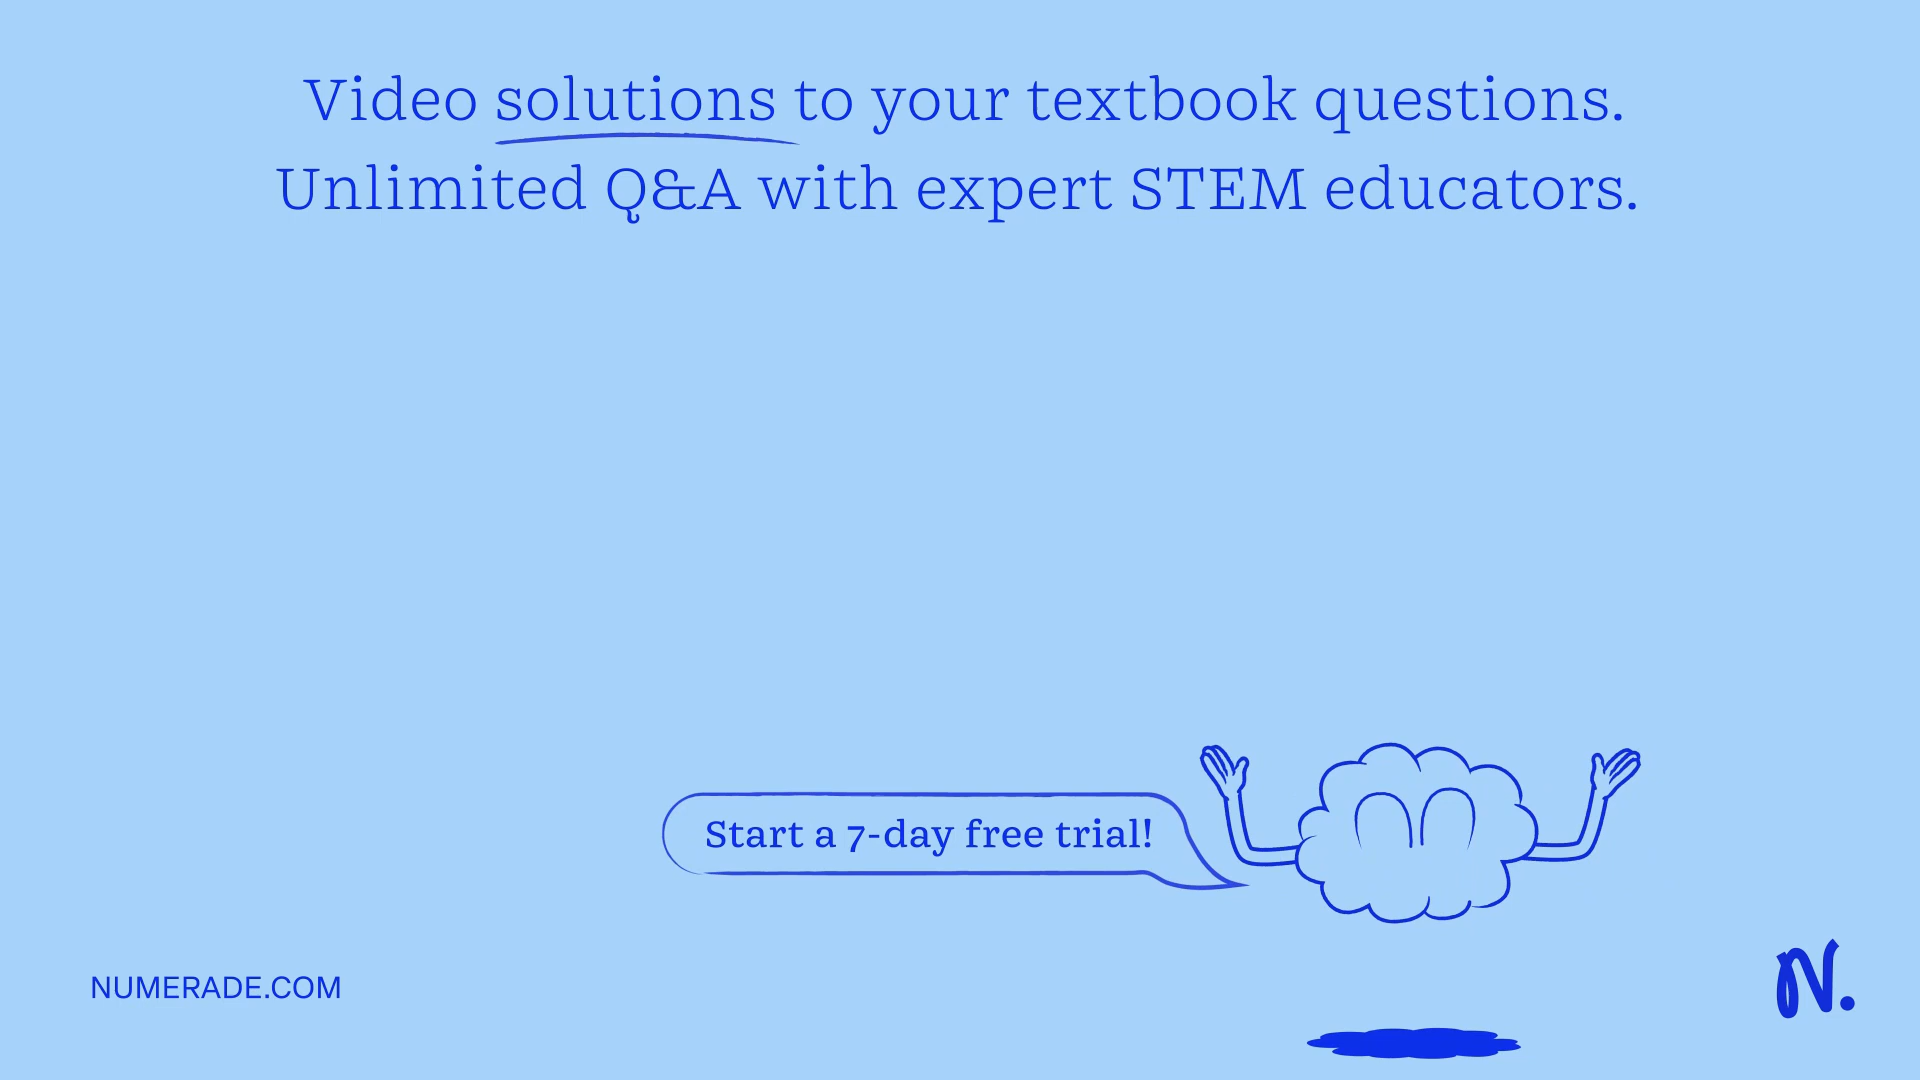 Video solutions to your textbook questions.
Unlimited Q&A with expert STEM educators.
Start a 7-day free trial!
NUMERADE.COM
N.